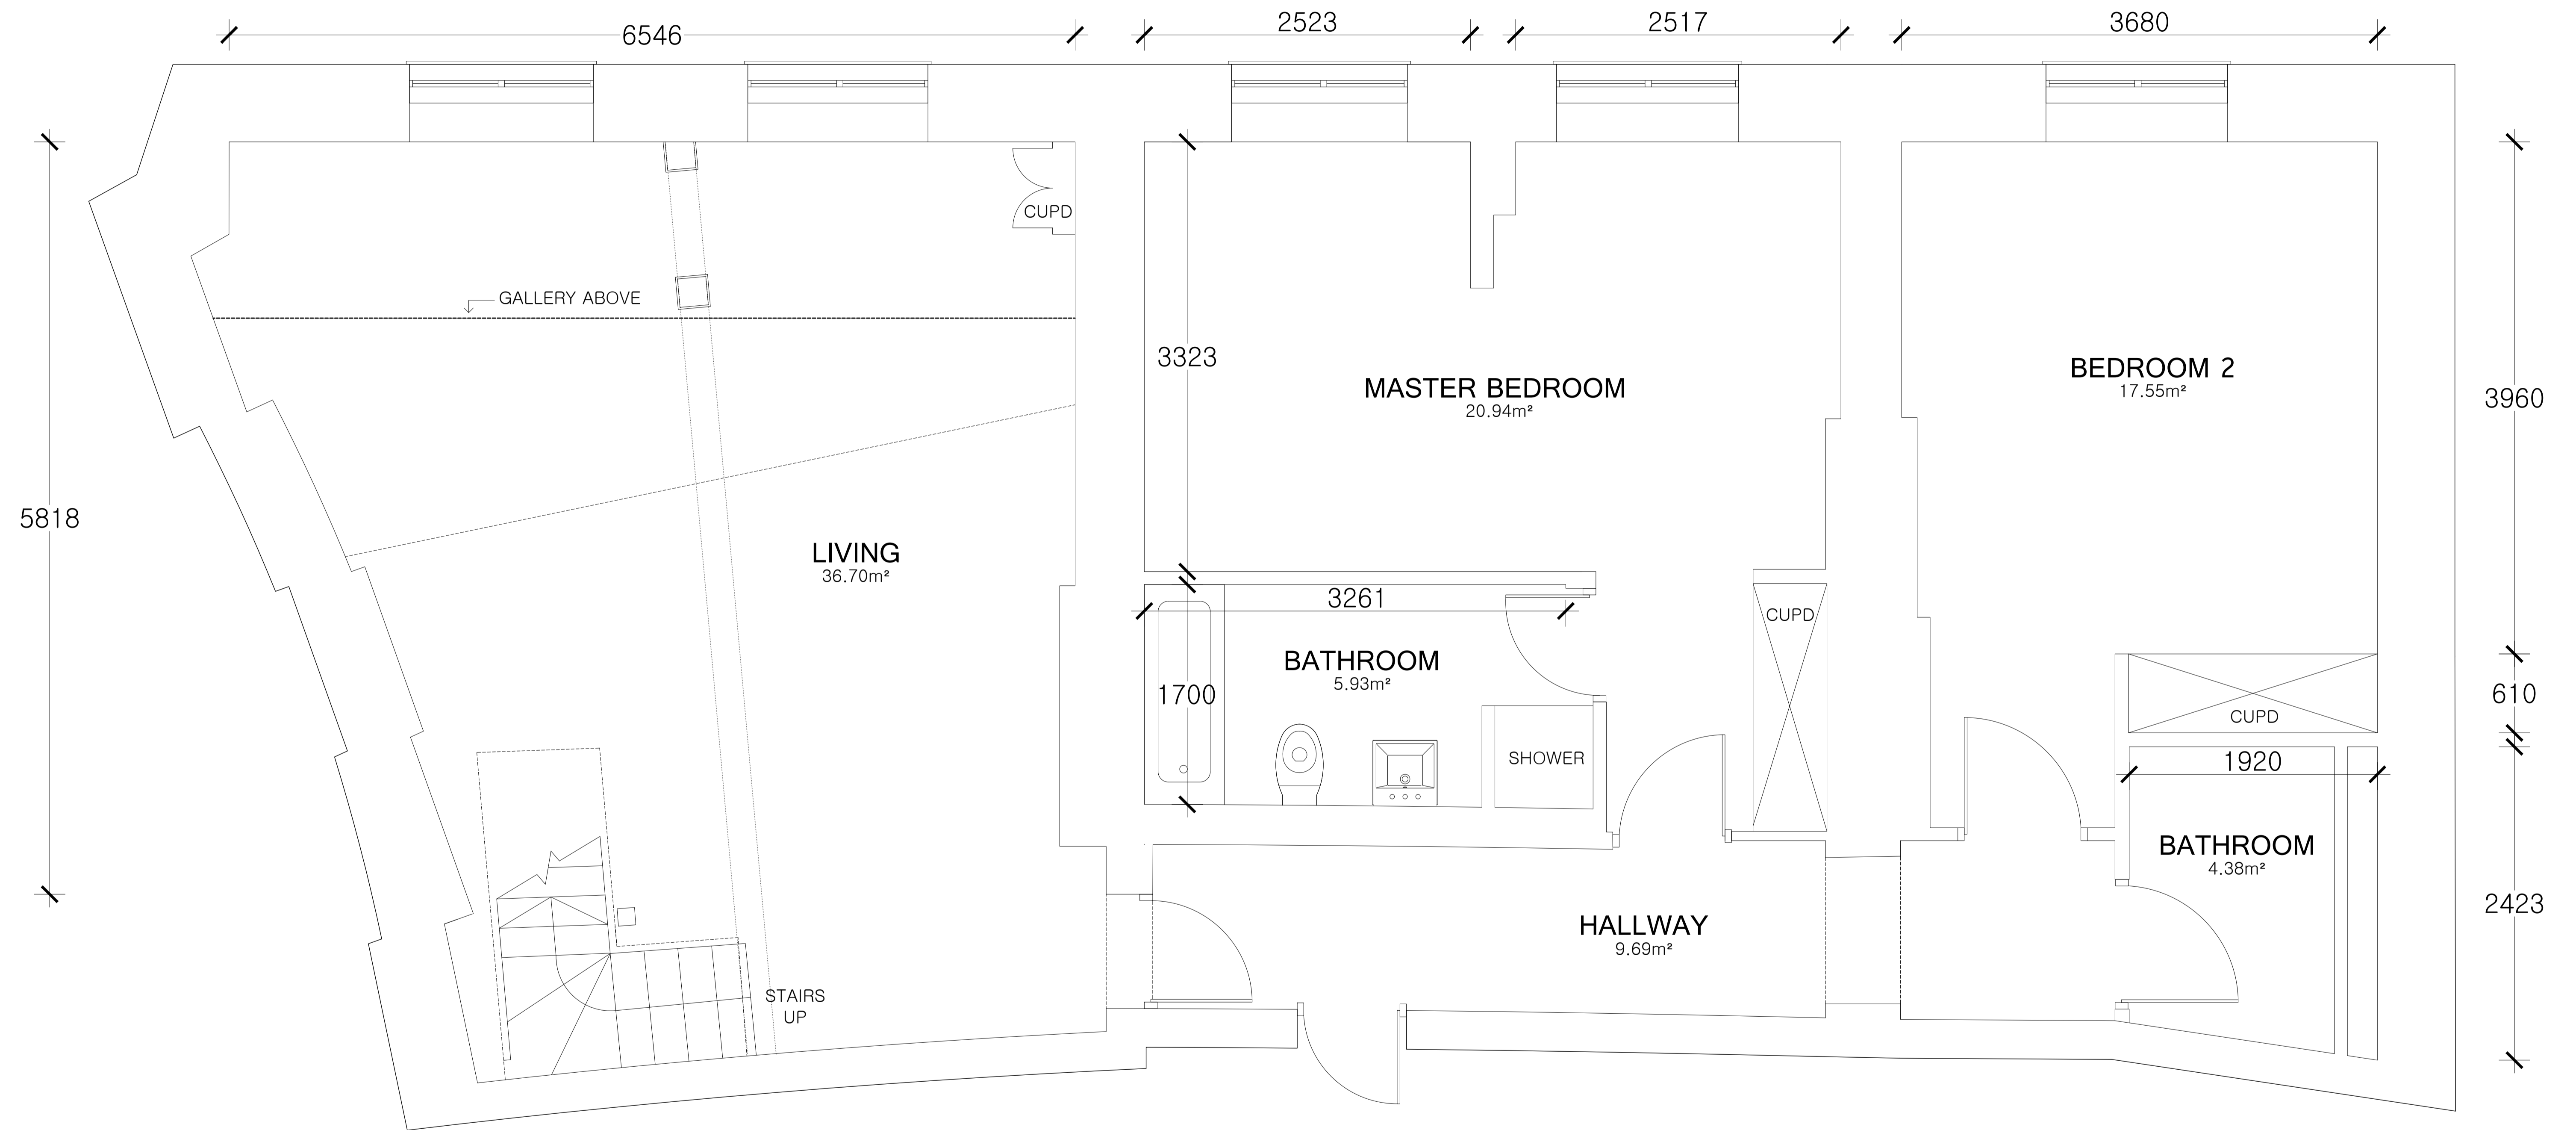 6546
2523
2517
3680
CUPD
GALLERY ABOVE
3323
MASTER BEDROOM
20.94m²
BEDROOM 2
17.55m²
3960
5818
LIVING
36.70m²
3261
CUPD
BATHROOM
5.93m²
1700
610
CUPD
SHOWER
1920
BATHROOM
4.38m²
2423
HALLWAY
9.69m²
STAIRS
UP